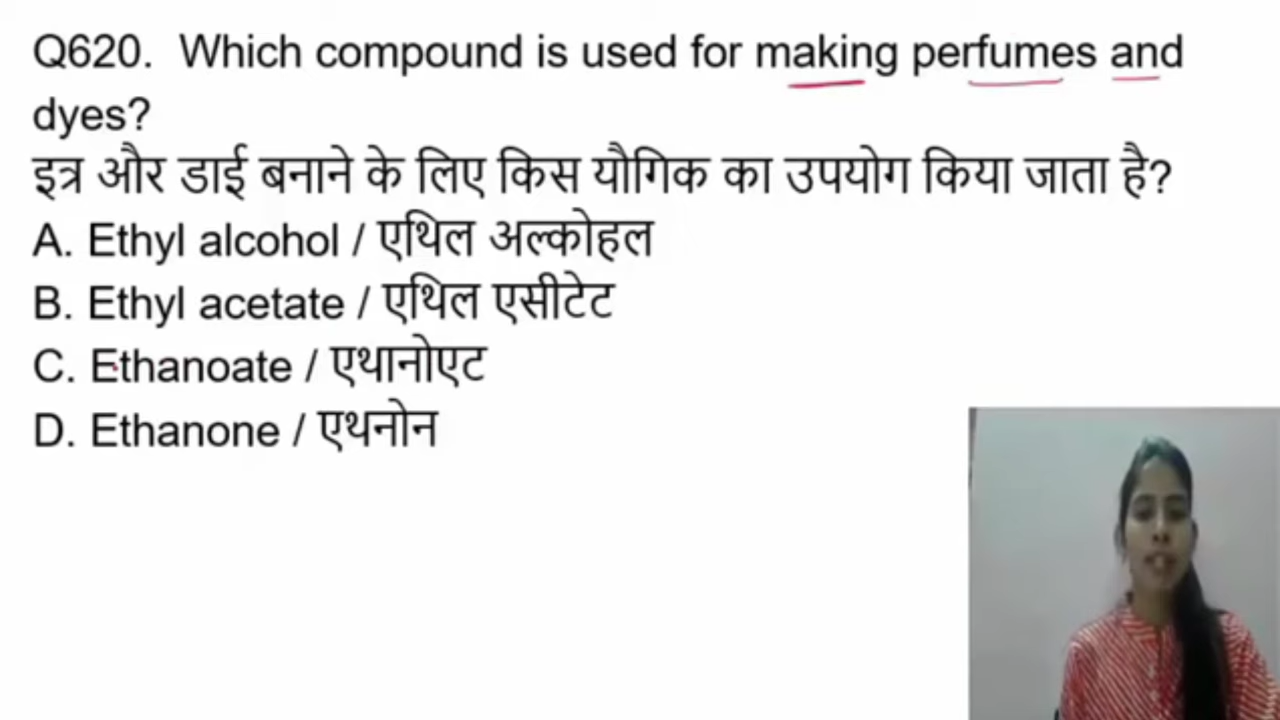 Q620.  Which compound is used for making perfumes and
dyes?
इत्र और डाई बनाने के लिए किस यौगिक का उपयोग किया जाता है?
A. Ethyl alcohol / एथिल अल्कोहल
B. Ethyl acetate / एथिल एसीटेट
C. Ethanoate / एथानोएट
D. Ethanone / एथनोन